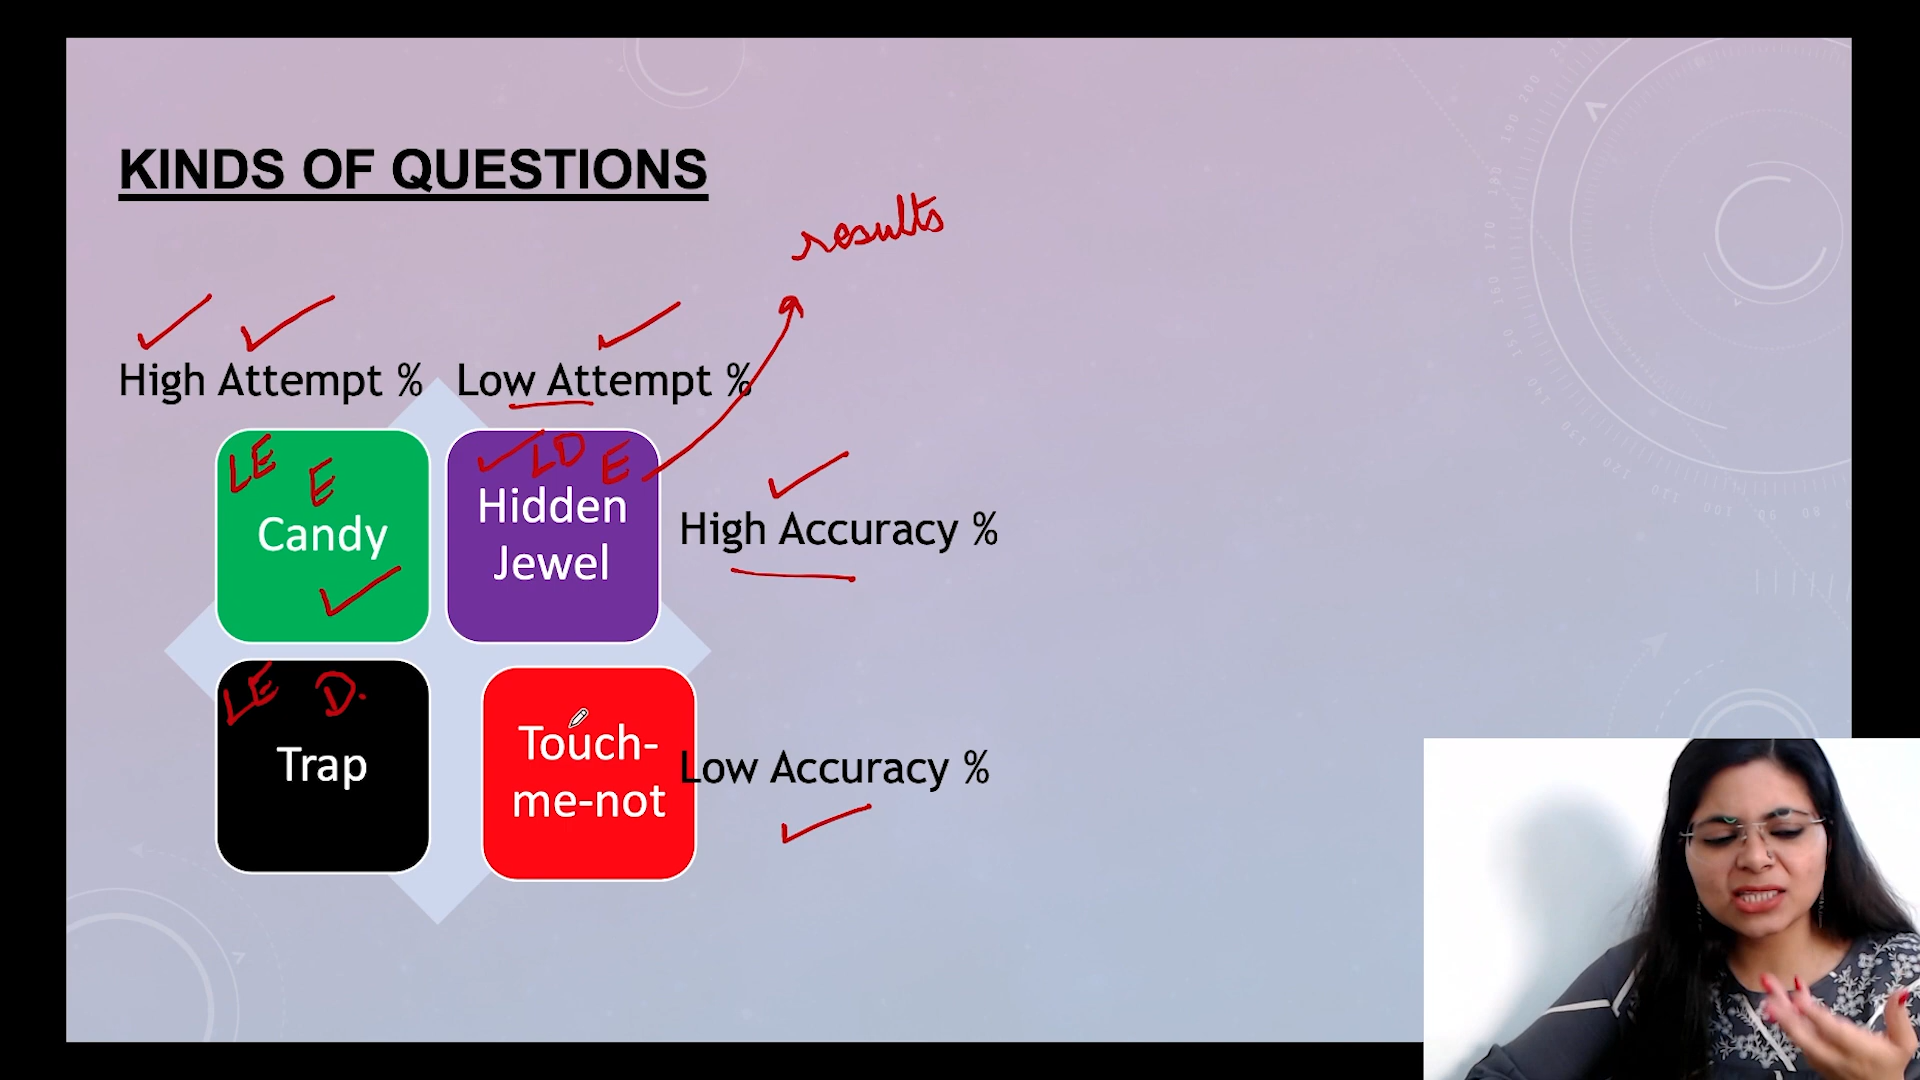 KINDS OF QUESTIONS
results
High Attempt % Low Attempt %
LE E
LD E
Candy
Hidden
Jewel
High Accuracy %
LE D.
Trap
Touch-
me-not
Low Accuracy %